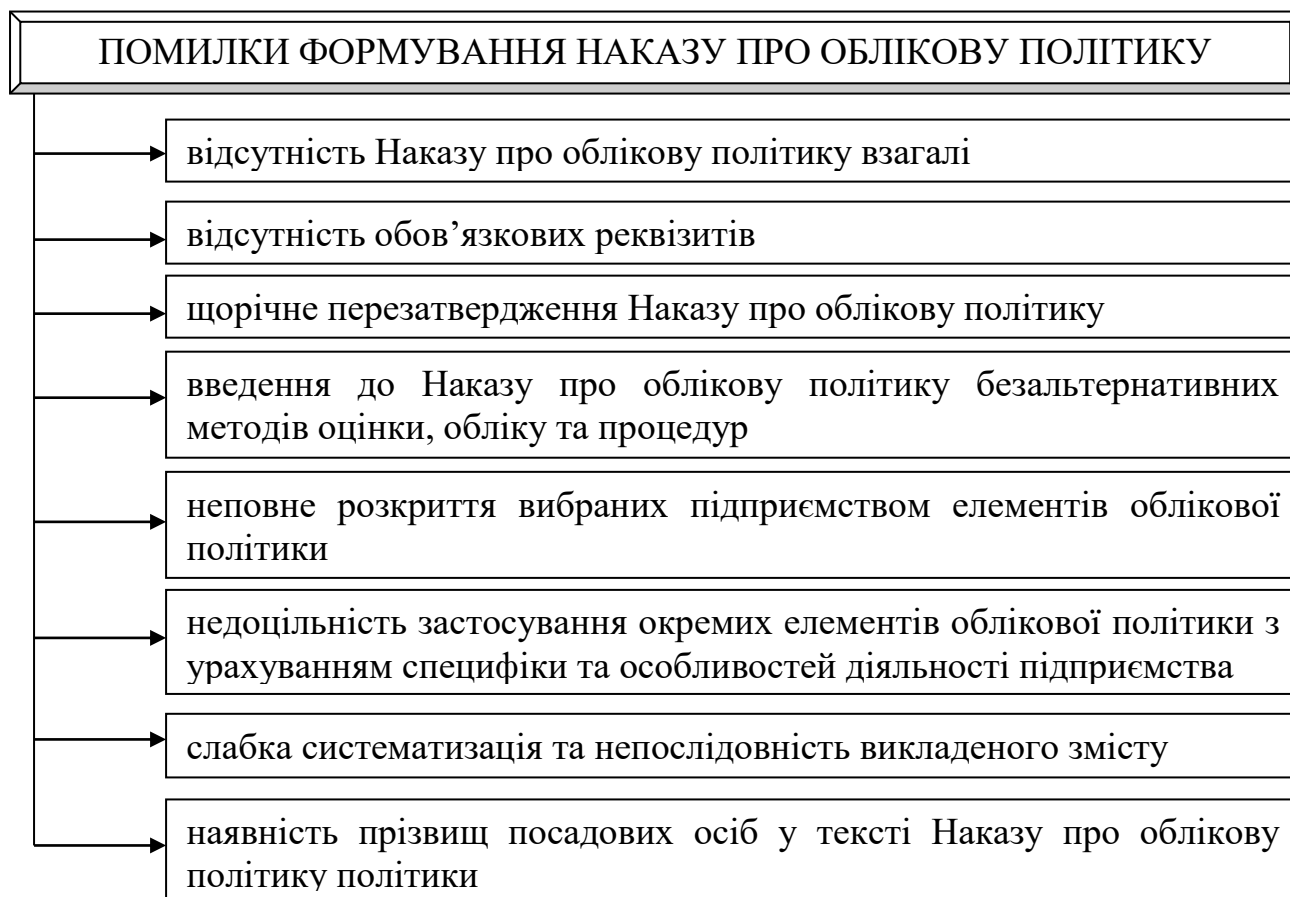 ПОМИЛКИ ФОРМУВАННЯ НАКАЗУ ПРО ОБЛІКОВУ ПОЛІТИКУ
відсутність Наказу про облікову політику взагалі
відсутність обов’язкових реквізитів
щорічне перезатвердження Наказу про облікову політику
введення до Наказу про облікову політику безальтернативних
методів оцінки, обліку та процедур
неповне розкриття вибраних підприємством елементів облікової
політики
недоцільність застосування окремих елементів облікової політики з
урахуванням специфіки та особливостей діяльності підприємства
слабка систематизація та непослідовність викладеного змісту
наявність прізвищ посадових осіб у тексті Наказу про облікову
політику політики